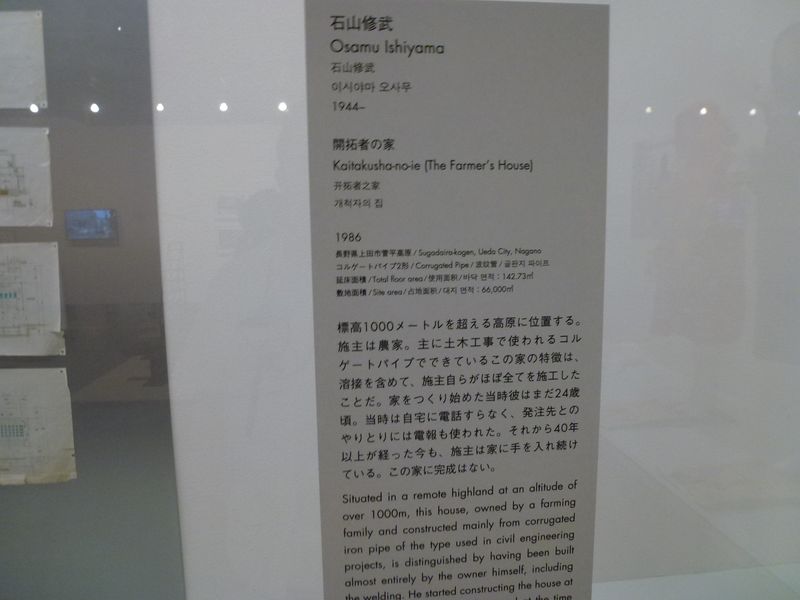 石山修武
Osamu Ishiyama
石山修武
이시야마 오사무
1944–
開拓者の家
Kaitakusha-no-ie (The Farmer's House)
开拓者之家
개척자의 집
1986
長野県上田市菅平高原 / Sugadaira-kogen, Ueda City, Nagano
コルゲートパイプ2形 / Corrugated Pipe / 波纹管 / 골판지 파이프
延床面積 / Total floor area / 使用面积 / 바닥 면적 : 142.73㎡
敷地面積 / Site area / 占地面积 / 대지 면적 : 66,000㎡
標高1000メートルを超える高原に位置する。
施主は農家。主に土木工事で使われるコル
ゲートパイプでできているこの家の特徴は、
溶接を含めて、施主自らがほぼ全てを施工した
ことだ。家をつくり始めた当時彼はまだ24歳
頃。当時は自宅に電話すらなく、発注先との
やりとりには電報も使われた。それから40年
以上が経った今も、施主は家に手を入れ続け
ている。この家に完成はない。
Situated in a remote highland at an altitude of
over 1000m, this house, owned by a farming
family and constructed mainly from corrugated
iron pipe of the type used in civil engineering
projects, is distinguished by having been built
almost entirely by the owner himself, including
the welding. He started constructing the house at
at the time